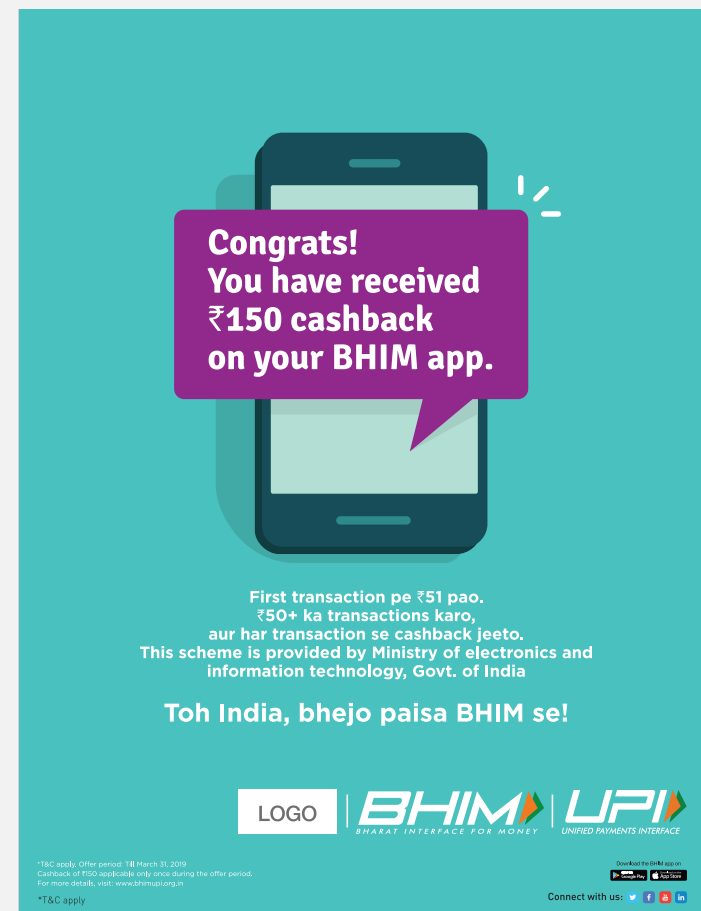 Congrats!
You have received
₹150 cashback
on your BHIM app.
First transaction pe ₹51 pao.
₹50+ ka transactions karo,
aur har transaction se cashback jeeto.
This scheme is provided by Ministry of electronics and
information technology, Govt. of India
Toh India, bhejo paisa BHIM se!
LOGO
BHIM
BHARAT INTERFACE FOR MONEY
UPI
UNIFIED PAYMENTS INTERFACE
*T&C apply. Offer period: Till March 31, 2019
Cashback of ₹150 applicable only once during the offer period.
For more details, visit: www.bhimupi.org.in
*T&C apply
Download the BHIM app on
Google Play
App Store
Connect with us: